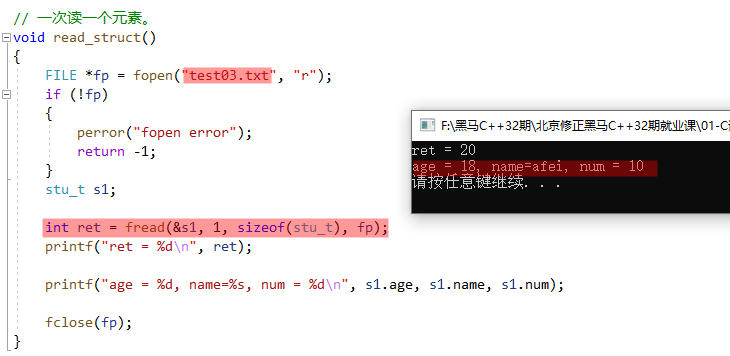 // 一次读一个元素。
void read_struct()
{
FILE *fp = fopen("test03.txt", "r");
if (!fp)
{
perror("fopen error");
return -1;
}
stu_t s1;
int ret = fread(&s1, 1, sizeof(stu_t), fp);
printf("ret = %d\n", ret);
printf("age = %d, name=%s, num = %d\n", s1.age, s1.name, s1.num);
fclose(fp);
}
F:\黑马C++32期\北京修正黑马C++32期就业课\01-C语
ret = 20
age = 18, name=afei, num = 10
请按任意键继续. . .